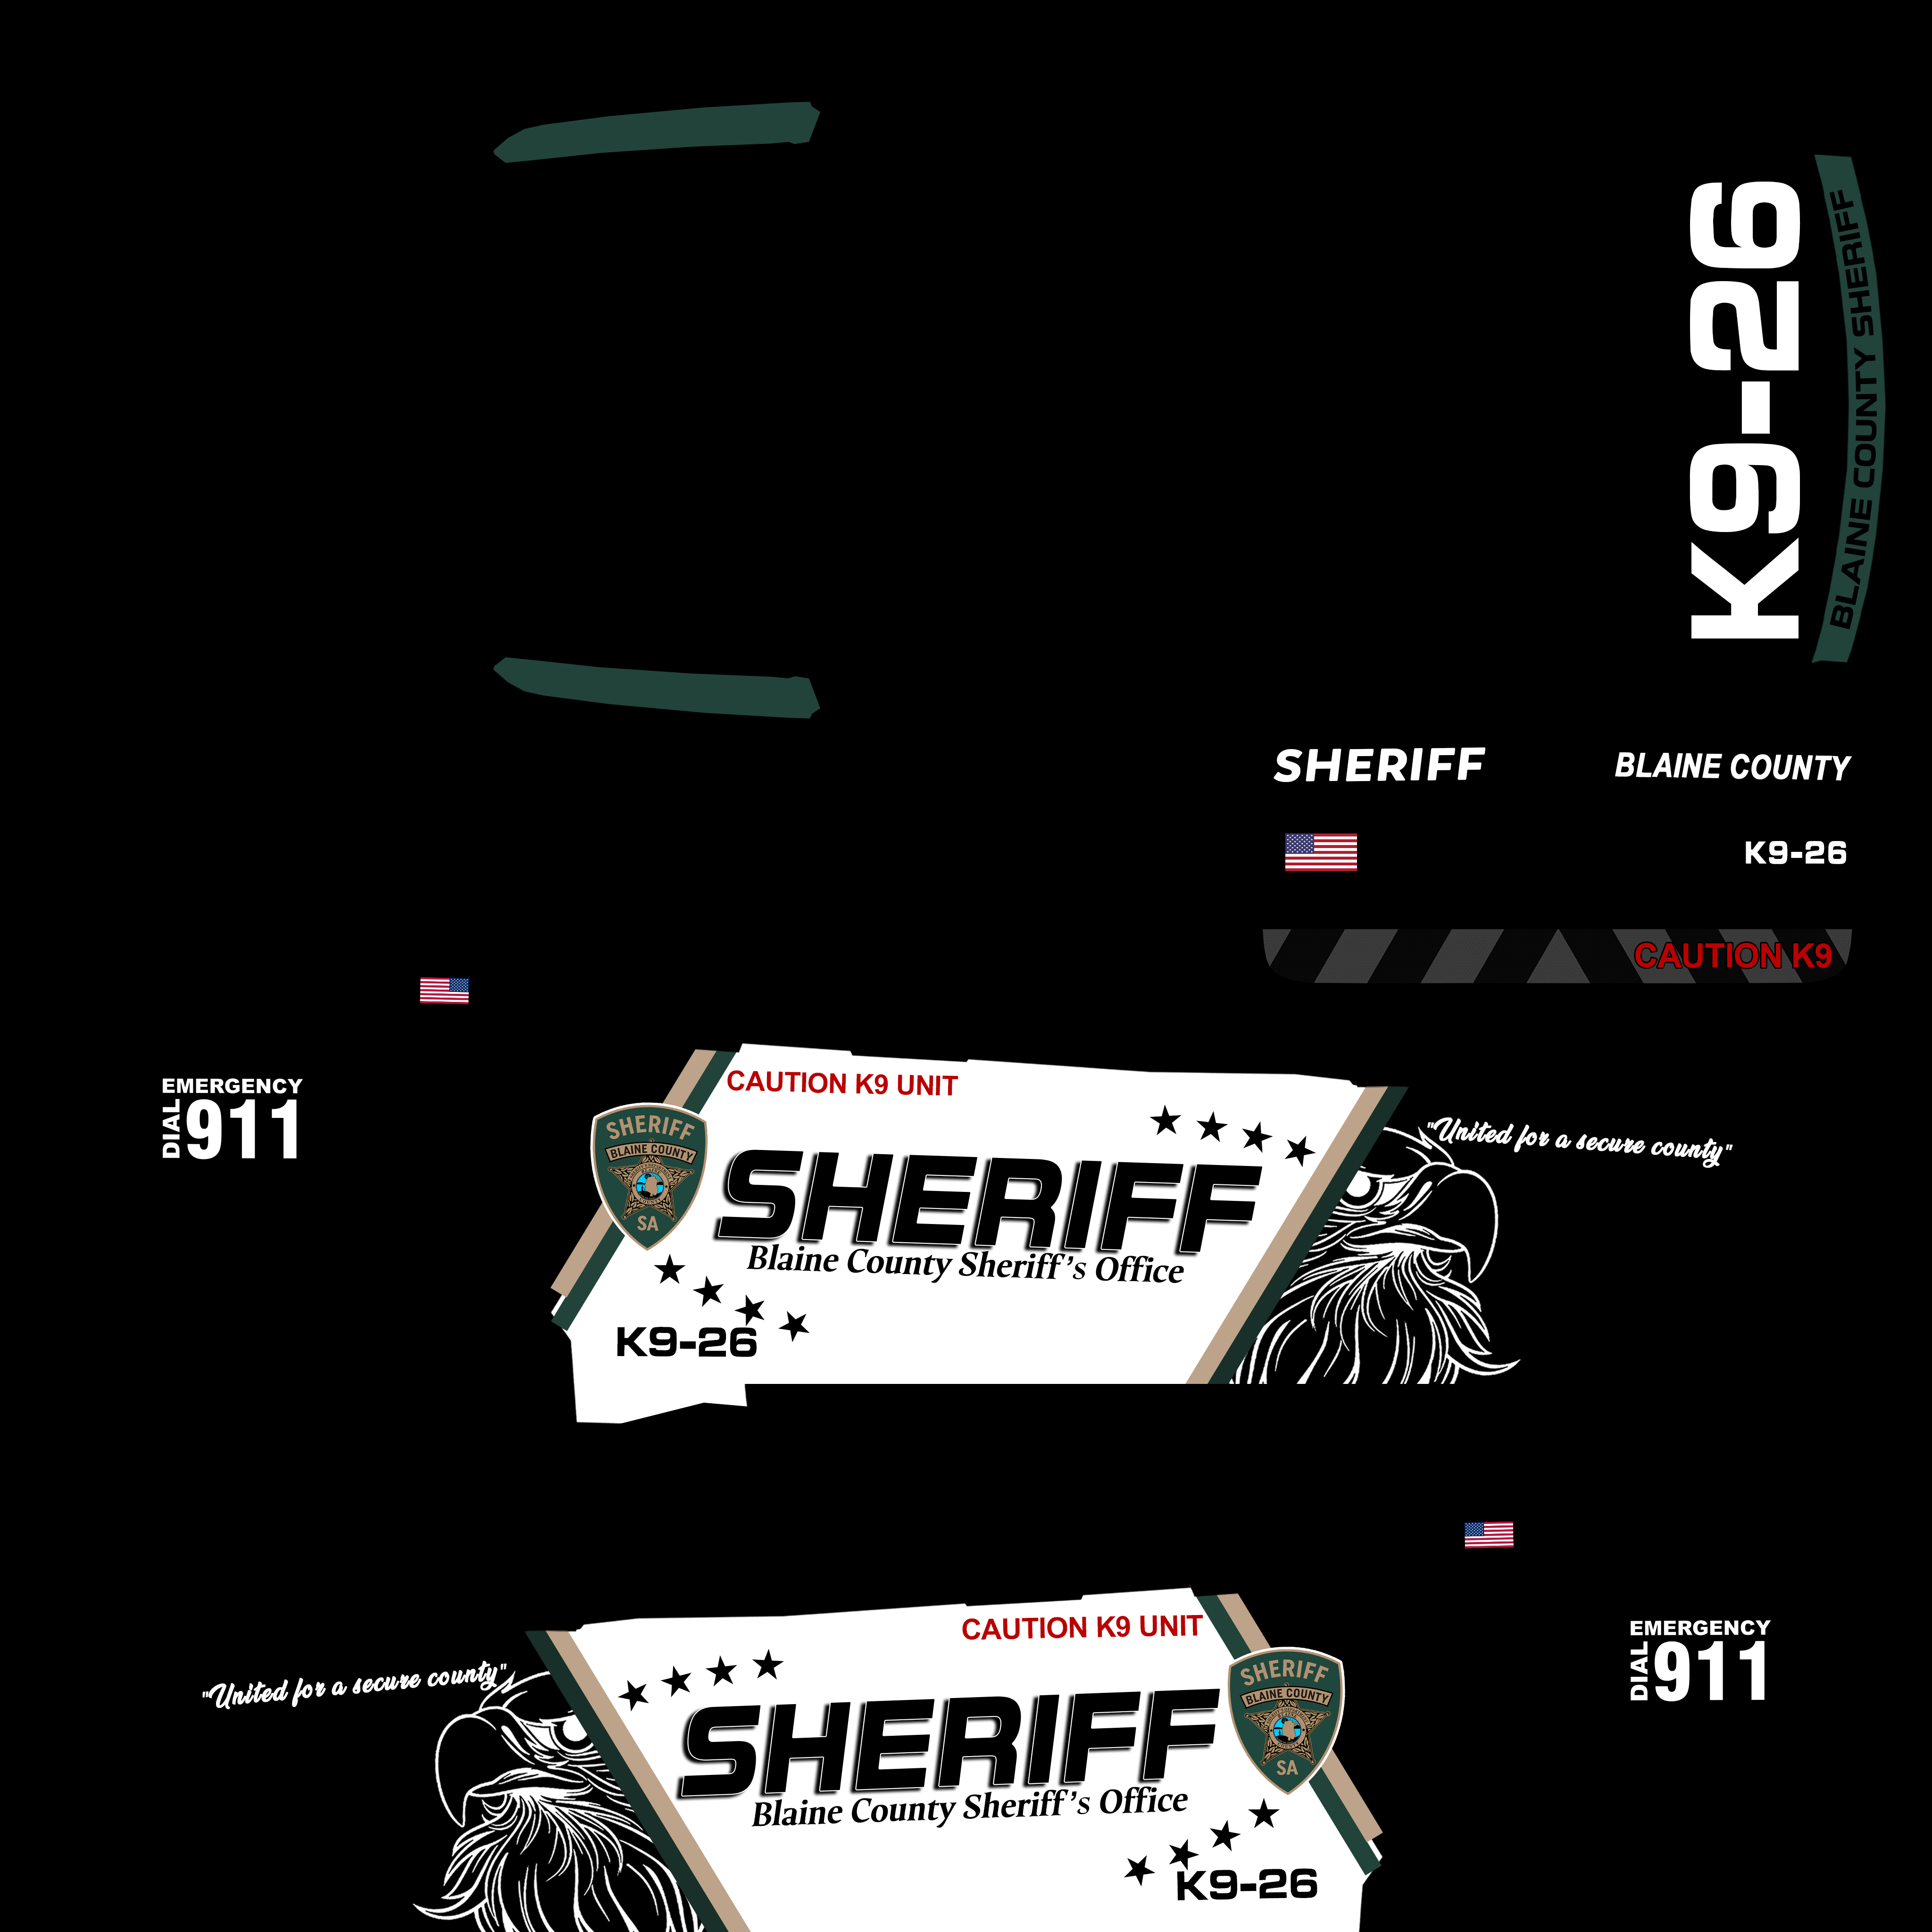 K9-26
BLAINE COUNTY SHERIFF
SHERIFF
BLAINE COUNTY
K9-26
CAUTION K9
EMERGENCY
DIAL
911
CAUTION K9 UNIT
SHERIFF
BLAINE COUNTY
SA
SHERIFF
Blaine County Sheriff's Office
K9-26
"United for a secure county"
"United for a secure county"
CAUTION K9 UNIT
SHERIFF
Blaine County Sheriff's Office
SHERIFF
BLAINE COUNTY
SA
K9-26
EMERGENCY
DIAL
911